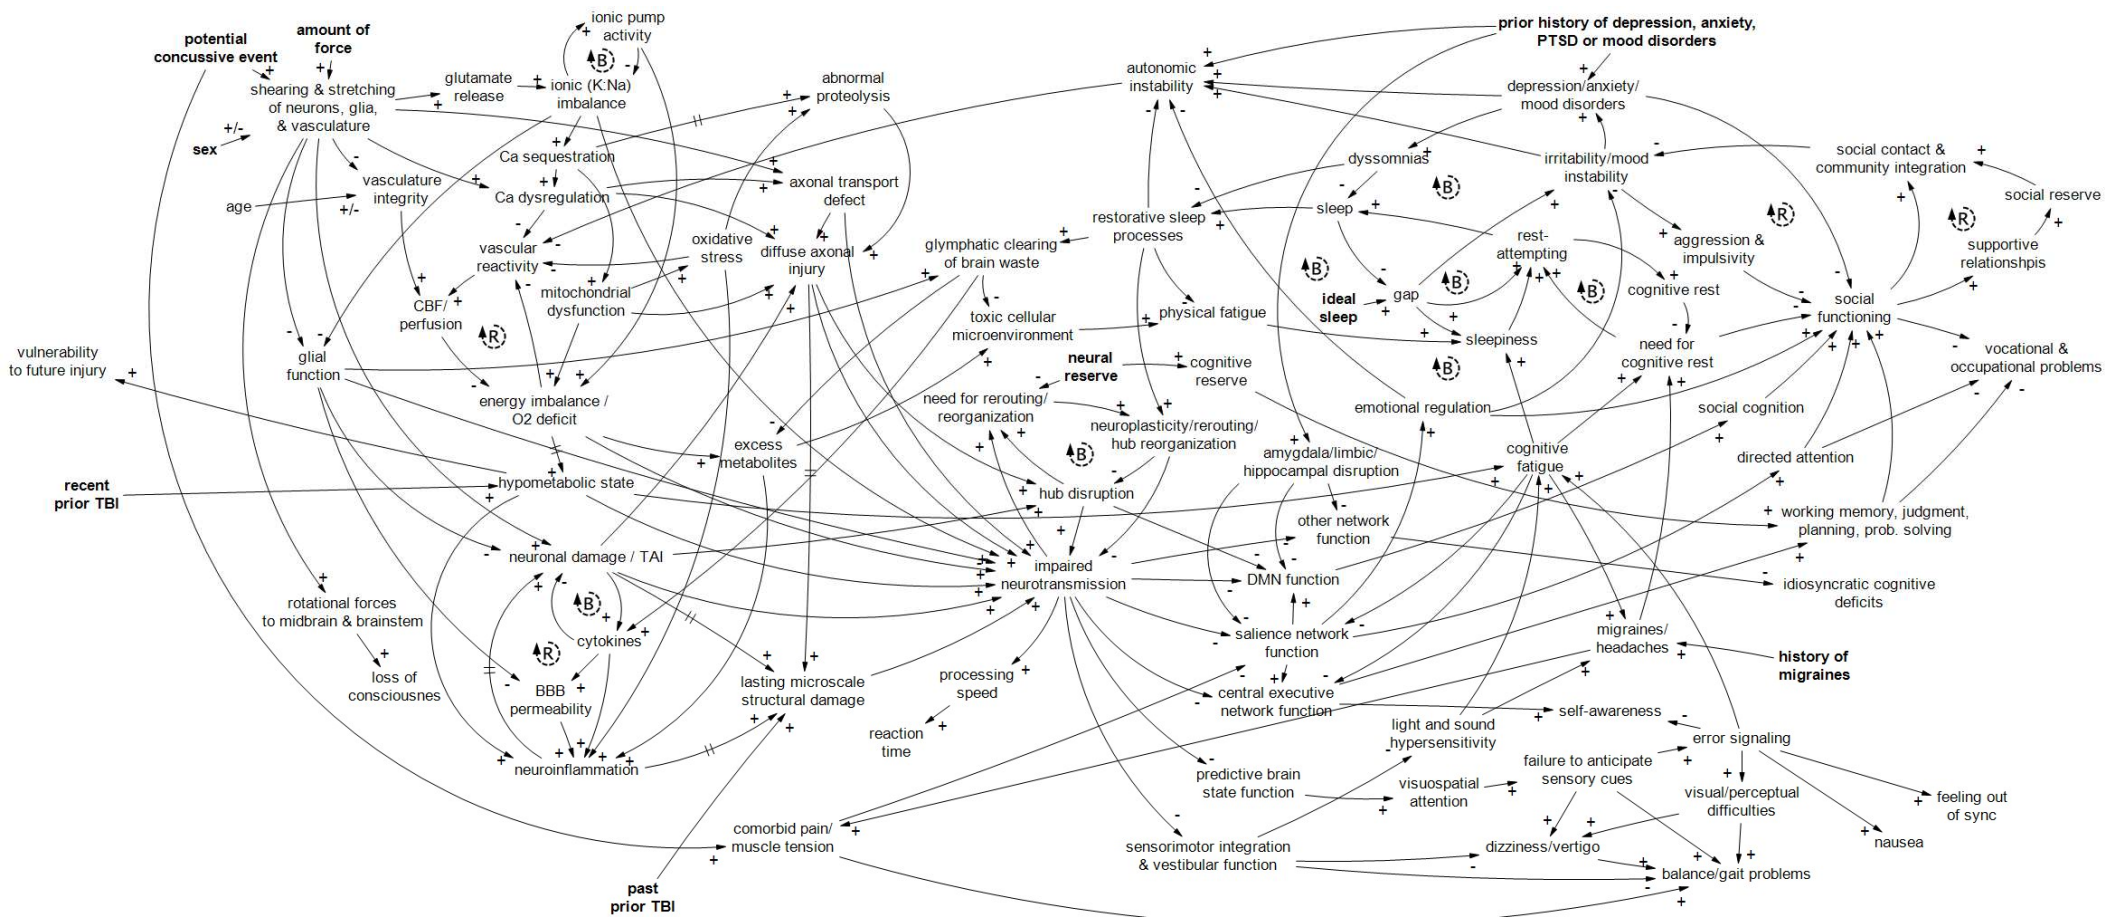 potential
concussive event
amount of
force
ionic pump
activity
prior history of depression, anxiety,
PTSD or mood disorders
shearing & stretching
of neurons, glia,
& vasculature
glutamate
release
ionic (K:Na)
imbalance
B
abnormal
proteolysis
autonomic
instability
depression/anxiety/
mood disorders
+/-
sex
Ca sequestration
dyssomnias
B
irritability/mood
instability
social contact &
community integration
age
+/-
vasculature
integrity
Ca dysregulation
axonal transport
defect
social reserve
restorative sleep
processes
sleep
R
R
vascular
reactivity
oxidative
stress
diffuse axonal
injury
glymphatic clearing
of brain waste
rest-
attempting
aggression &
impulsivity
supportive
relationshpis
B
B
B
CBF/
perfusion
mitochondrial
dysfunction
ideal
sleep
gap
cognitive rest
social
functioning
R
toxic cellular
microenvironment
physical fatigue
sleepiness
need for
cognitive rest
vulnerability
to future injury
glial
function
neural
reserve
cognitive
reserve
B
vocational &
occupational problems
energy imbalance /
O2 deficit
need for rerouting/
reorganization
neuroplasticity/rerouting/
hub reorganization
emotional regulation
social cognition
excess
metabolites
B
amygdala/limbic/
hippocampal disruption
cognitive
fatigue
directed attention
recent
prior TBI
hypometabolic state
hub disruption
other network
function
working memory, judgment,
planning, prob. solving
neuronal damage / TAI
impaired
neurotransmission
DMN function
idiosyncratic cognitive
deficits
rotational forces
to midbrain & brainstem
B
cytokines
salience network
function
migraines/
headaches
R
history of
migraines
loss of
consciousnes
BBB
permeability
lasting microscale
structural damage
processing
speed
central executive
network function
self-awareness
reaction
time
light and sound
hypersensitivity
error signaling
neuroinflammation
predictive brain
state function
visuospatial
attention
failure to anticipate
sensory cues
visual/perceptual
difficulties
feeling out
of sync
comorbid pain/
muscle tension
sensorimotor integration
& vestibular function
dizziness/vertigo
nausea
balance/gait problems
past
prior TBI